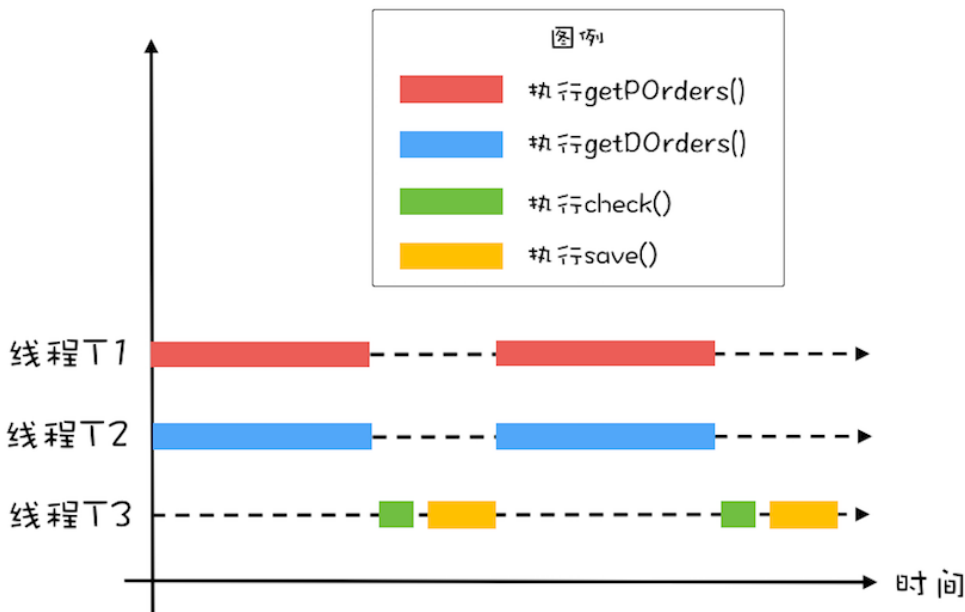 图例
执行getPOrders()
执行getDOrders()
执行check()
执行save()
线程T1
线程T2
线程T3
时间